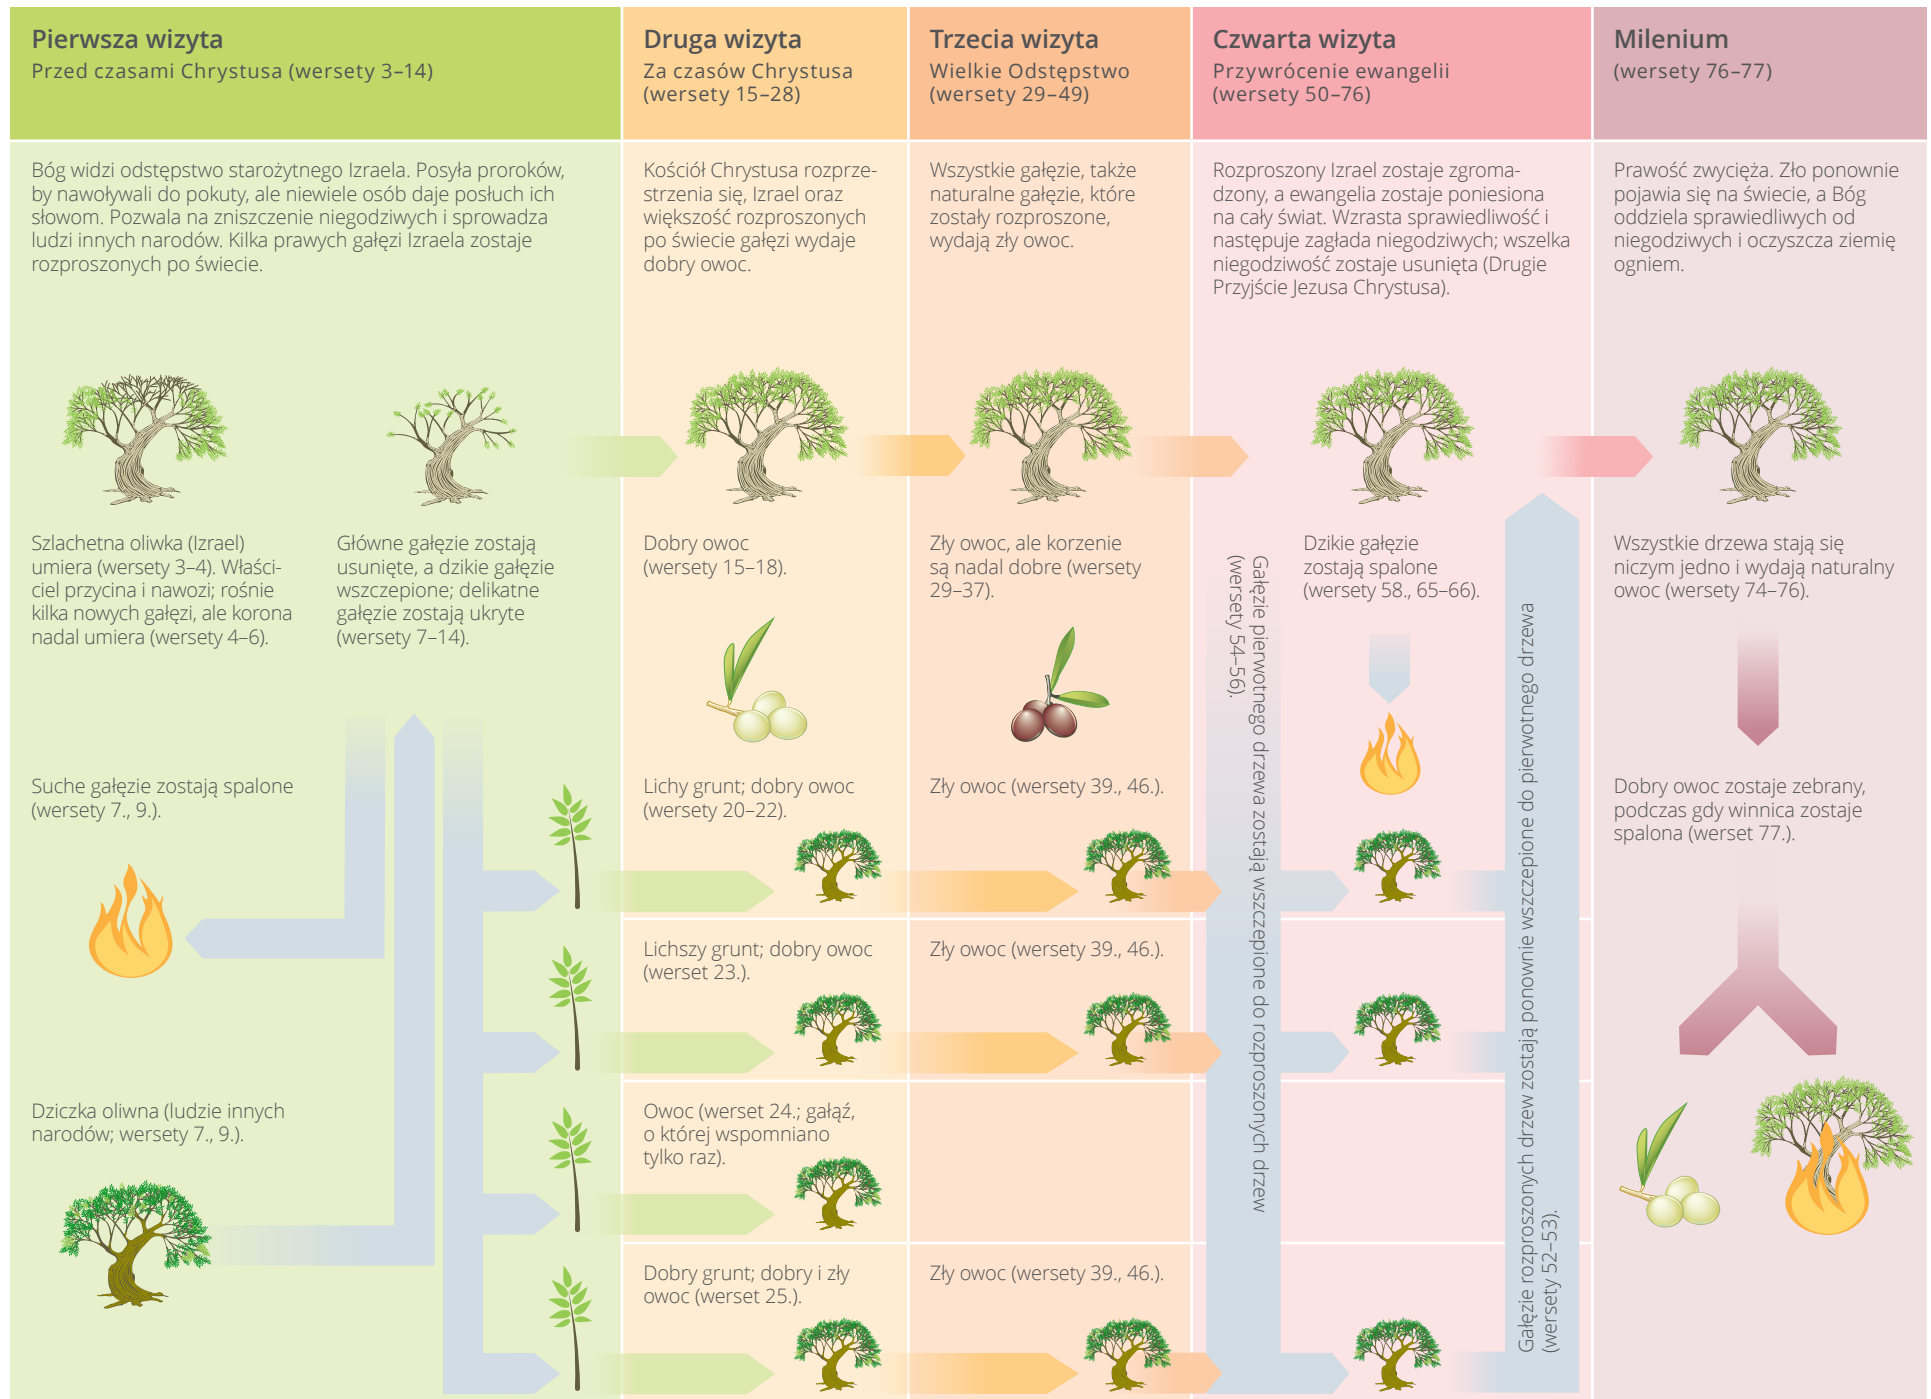 Pierwsza wizyta
Przed czasami Chrystusa (wersety 3–14)
Druga wizyta
Za czasów Chrystusa
(wersety 15–28)
Trzecia wizyta
Wielkie Odstępstwo
(wersety 29–49)
Czwarta wizyta
Przywrócenie ewangelii
(wersety 50–76)
Milenium
(wersety 76–77)
Bóg widzi odstępstwo starożytnego Izraela. Posyła proroków,
by nawoływali do pokuty, ale niewiele osób daje posłuch ich
słowom. Pozwala na zniszczenie niegodziwych i sprowadza
ludzi innych narodów. Kilka prawych gałęzi Izraela zostaje
rozproszonych po świecie.
Kościół Chrystusa rozprze-
strzenia się, Izrael oraz
większość rozproszonych
po świecie gałęzi wydaje
dobry owoc.
Wszystkie gałęzie, także
naturalne gałęzie, które
zostały rozproszone,
wydają zły owoc.
Rozproszony Izrael zostaje zgroma-
dzony, a ewangelia zostaje poniesiona
na cały świat. Wzrasta sprawiedliwość i
następuje zagłada niegodziwych; wszelka
niegodziwość zostaje usunięta (Drugie
Przyjście Jezusa Chrystusa).
Prawość zwycięża. Zło ponownie
pojawia się na świecie, a Bóg
oddziela sprawiedliwych od
niegodziwych i oczyszcza ziemię
ogniem.
Szlachetna oliwka (Izrael)
umiera (wersety 3–4). Właści-
ciel przycina i nawozi; rośnie
kilka nowych gałęzi, ale korona
nadal umiera (wersety 4–6).
Główne gałęzie zostają
usunięte, a dzikie gałęzie
wszczepione; delikatne
gałęzie zostają ukryte
(wersety 7–14).
Dobry owoc
(wersety 15–18).
Zły owoc, ale korzenie
są nadal dobre (wersety
29–37).
Gałęzie pierwotnego drzewa zostają wszczepione do rozproszonych drzew
(wersety 54–56).
Dzikie gałęzie
zostają spalone
(wersety 58., 65–66).
Gałęzie rozproszonych drzew zostają ponownie wszczepione do pierwotnego drzewa
(wersety 52–53).
Wszystkie drzewa stają się
niczym jedno i wydają naturalny
owoc (wersety 74–76).
Suche gałęzie zostają spalone
(wersety 7., 9.).
Lichy grunt; dobry owoc
(wersety 20–22).
Zły owoc (wersety 39., 46.).
Dobry owoc zostaje zebrany,
podczas gdy winnica zostaje
spalona (werset 77.).
Lichszy grunt; dobry owoc
(werset 23.).
Zły owoc (wersety 39., 46.).
Dziczka oliwna (ludzie innych
narodów; wersety 7., 9.).
Owoc (werset 24.; gałąź,
o której wspomniano
tylko raz).
Dobry grunt; dobry i zły
owoc (werset 25.).
Zły owoc (wersety 39., 46.).